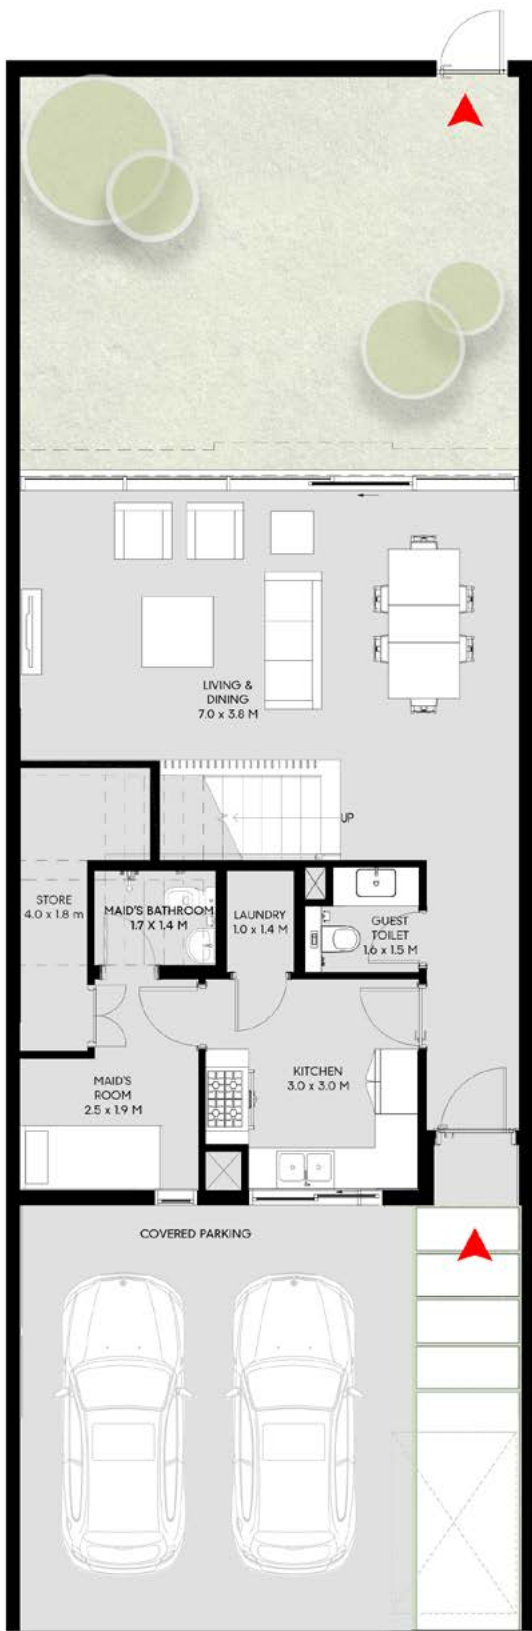 LIVING &
DINING
7.0 x 3.8 M
UP
STORE
4.0 x 1.8 m
MAID'S BATHROOM
1.7 X 1.4 M
LAUNDRY
1.0 x 1.4 M
GUEST
TOILET
1.6 x 1.5 M
MAID'S
ROOM
2.5 x 1.9 M
KITCHEN
3.0 x 3.0 M
COVERED PARKING